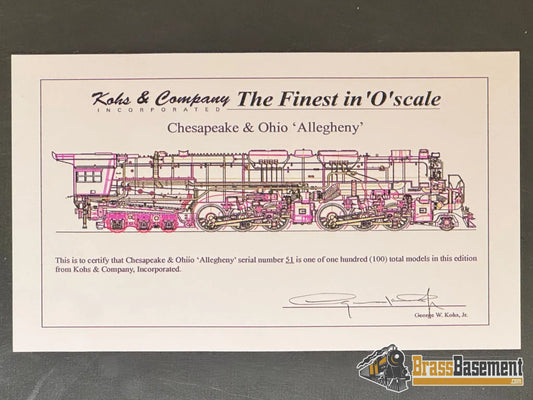 Kohs & Company The Finest in 'O' scale
INCORPORATED
Chesapeake & Ohio 'Allegheny'
This is to certify that Chesapeake & Ohiio 'Allegheny' serial number 51 is one of one hundred (100) total models in this edition
from Kohs & Company, Incorporated.
George W. Kohs, Jr.
BrassBasement
.com